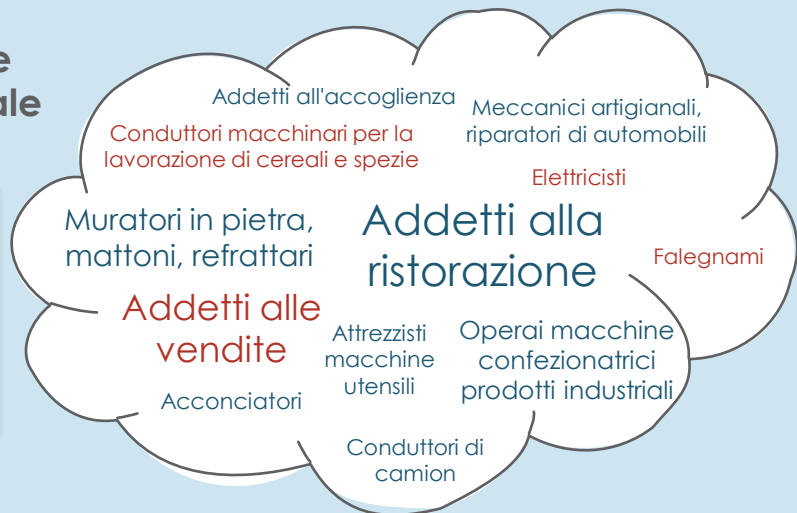 e
ale
Addetti all'accoglienza
Meccanici artigianali,
riparatori di automobili
Conduttori macchinari per la
lavorazione di cereali e spezie
Elettricisti
Muratori in pietra,
mattoni, refrattari
Addetti alla
ristorazione
Falegnami
Addetti alle
vendite
Attrezzisti
macchine
utensili
Operai macchine
confezionatrici
prodotti industriali
Acconciatori
Conduttori di
camion